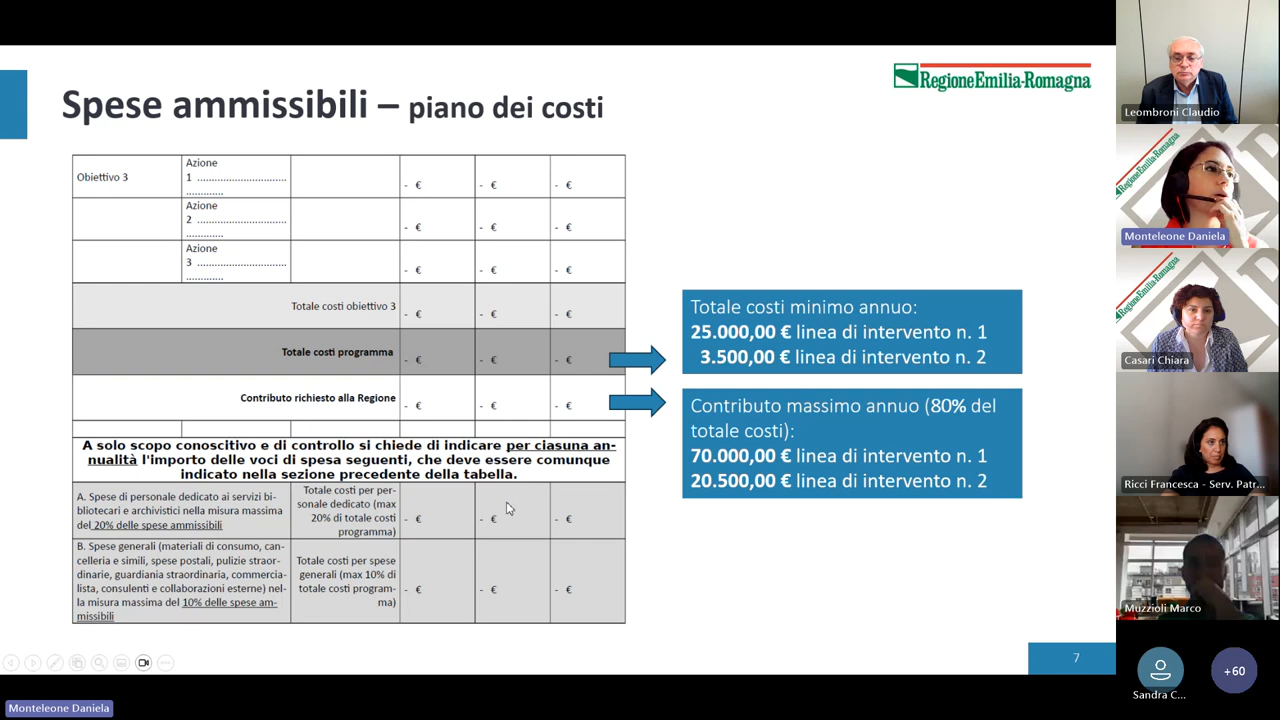 RegioneEmilia-Romagna
Spese ammissibili – piano dei costi
Obiettivo 3
Azione
1 ..............................
.............
- €
- €
- €
Azione
2 ..............................
.............
- €
- €
- €
Azione
3 ..............................
.............
- €
- €
- €
Totale costi obiettivo 3
- €
- €
- €
Totale costi programma
- €
- €
- €
Contributo richiesto alla Regione
- €
- €
- €
A solo scopo conoscitivo e di controllo si chiede di indicare per ciasuna an-
nualità l'importo delle voci di spesa seguenti, che deve essere comunque
indicato nella sezione precedente della tabella.
A. Spese di personale dedicato ai servizi bi-
bliotecari e archivistici nella misura massima
del 20% delle spese ammissibili
Totale costi per per-
sonale dedicato (max
20% di totale costi
programma)
- €
- €
- €
B. Spese generali (materiali di consumo, can-
celleria e simili, spese postali, pulizie straor-
dinarie, guardiania straordinaria, commercia-
lista, consulenti e collaborazioni esterne) nel-
la misura massima del 10% delle spese am-
missibili
Totale costi per spese
generali (max 10% di
totale costi program-
ma)
- €
- €
- €
Totale costi minimo annuo:
25.000,00 € linea di intervento n. 1
3.500,00 € linea di intervento n. 2
Contributo massimo annuo (80% del
totale costi):
70.000,00 € linea di intervento n. 1
20.500,00 € linea di intervento n. 2
7
Monteleone Daniela
Leombroni Claudio
RegioneEmilia-Romagna
Monteleone Daniela
RegioneEmilia-Romagna
Casari Chiara
Ricci Francesca - Serv. Patr...
Muzzioli Marco
Sandra C...
+60